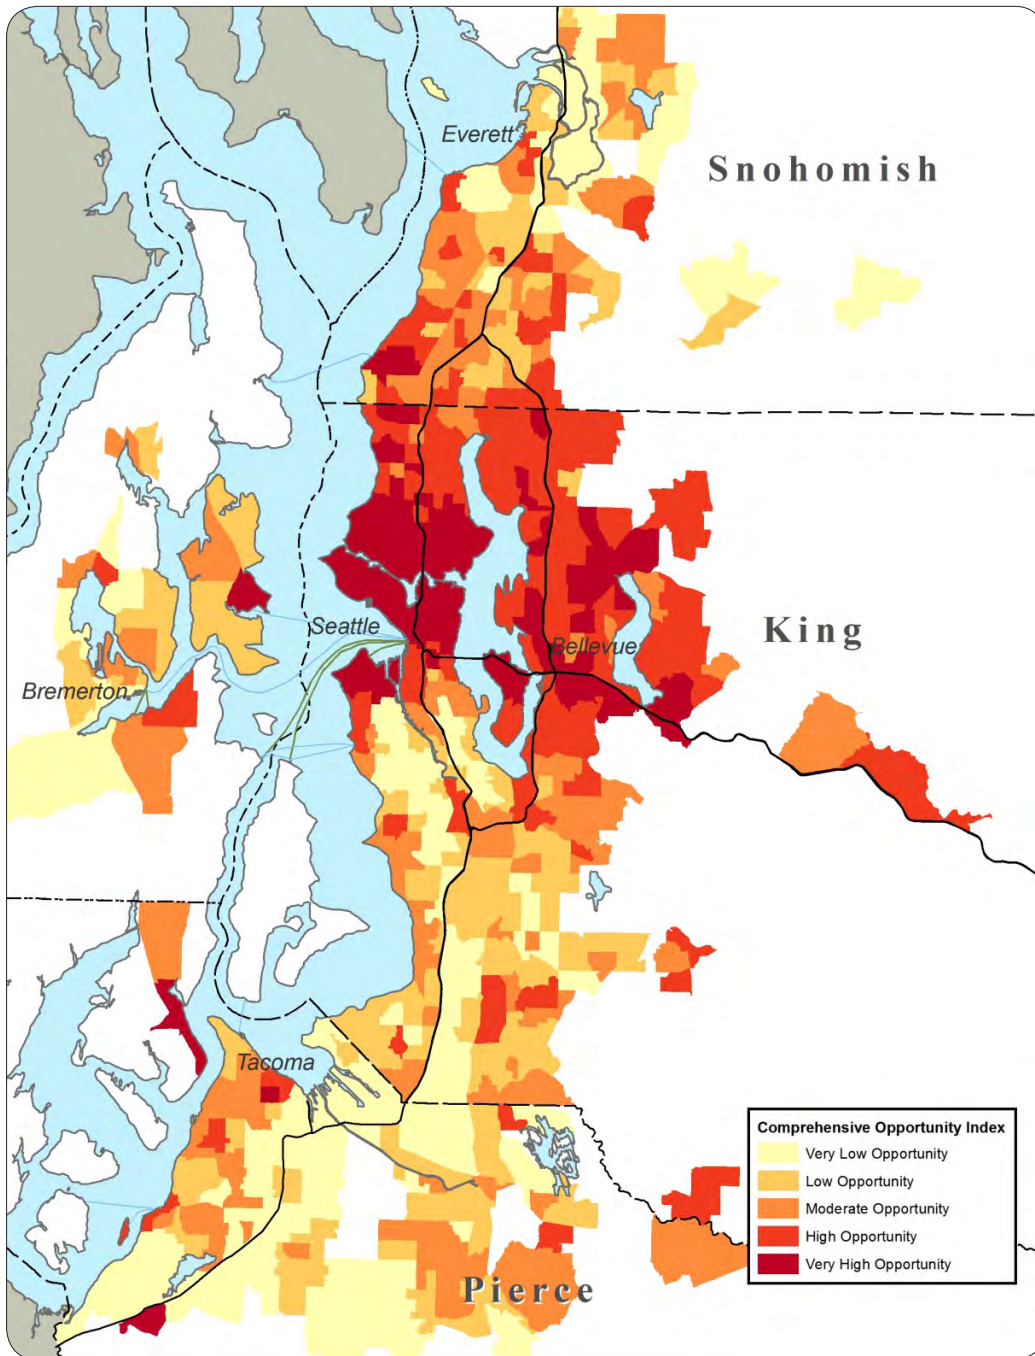 Everett
Snohomish
Seattle
King
Bellevue
Bremerton
Tacoma
Comprehensive Opportunity Index
Very Low Opportunity
Low Opportunity
Moderate Opportunity
High Opportunity
Very High Opportunity
Pierce